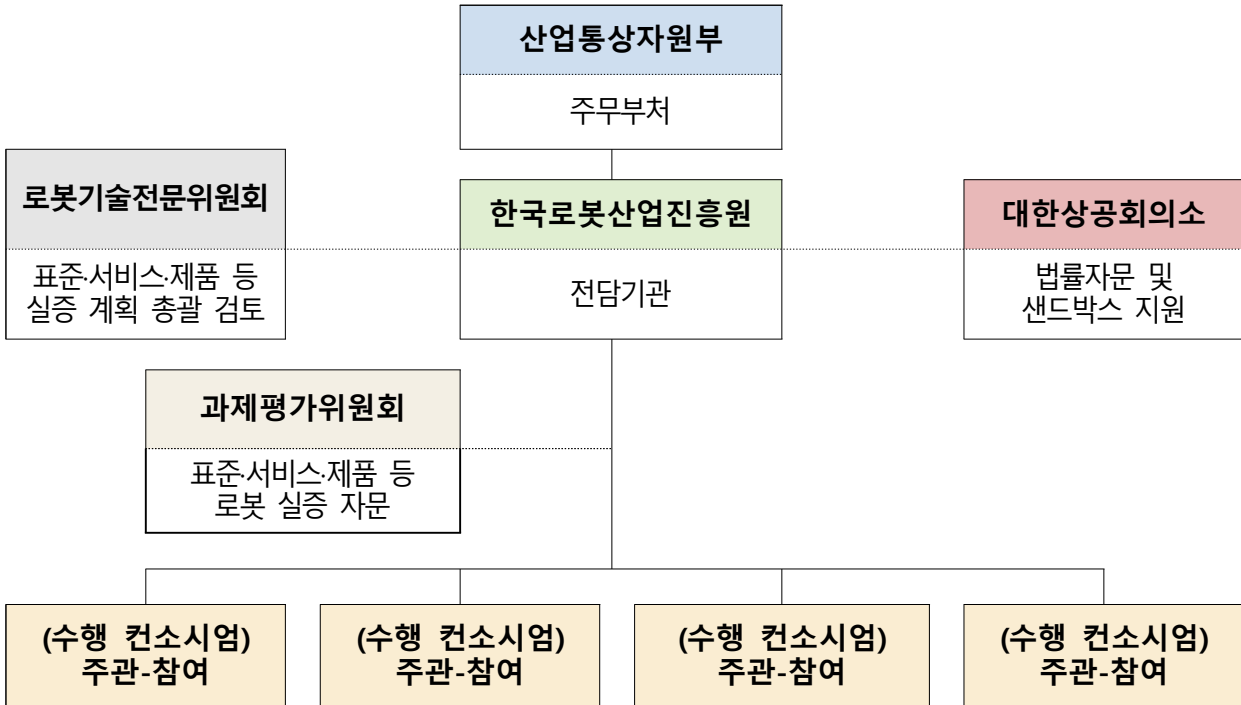 산업통상자원부
주무부처
로봇기술전문위원회
표준·서비스·제품 등
실증 계획 총괄 검토
한국로봇산업진흥원
전담기관
대한상공회의소
법률자문 및
샌드박스 지원
과제평가위원회
표준·서비스·제품 등
로봇 실증 자문
(수행 컨소시엄)
주관-참여
(수행 컨소시엄)
주관-참여
(수행 컨소시엄)
주관-참여
(수행 컨소시엄)
주관-참여